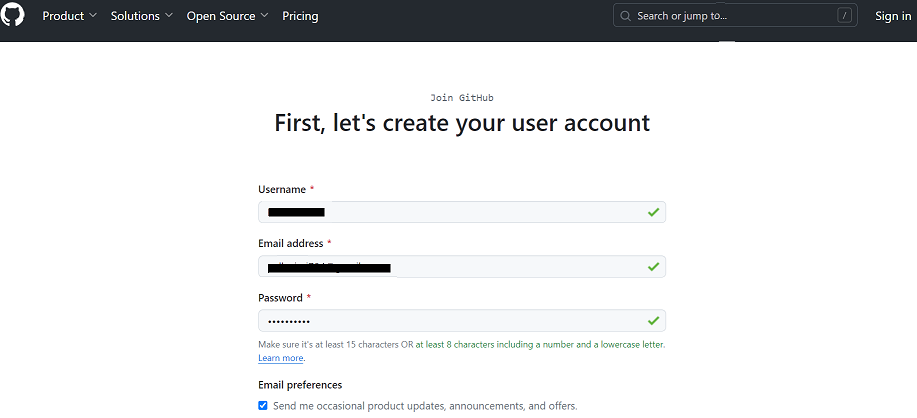 Product Solutions Open Source Pricing Search or jump to... / Sign in
Join GitHub
First, let's create your user account
Username *
Email address *
Password *
••••••••••
Make sure it's at least 15 characters OR at least 8 characters including a number and a lowercase letter.
Learn more.
Email preferences
Send me occasional product updates, announcements, and offers.